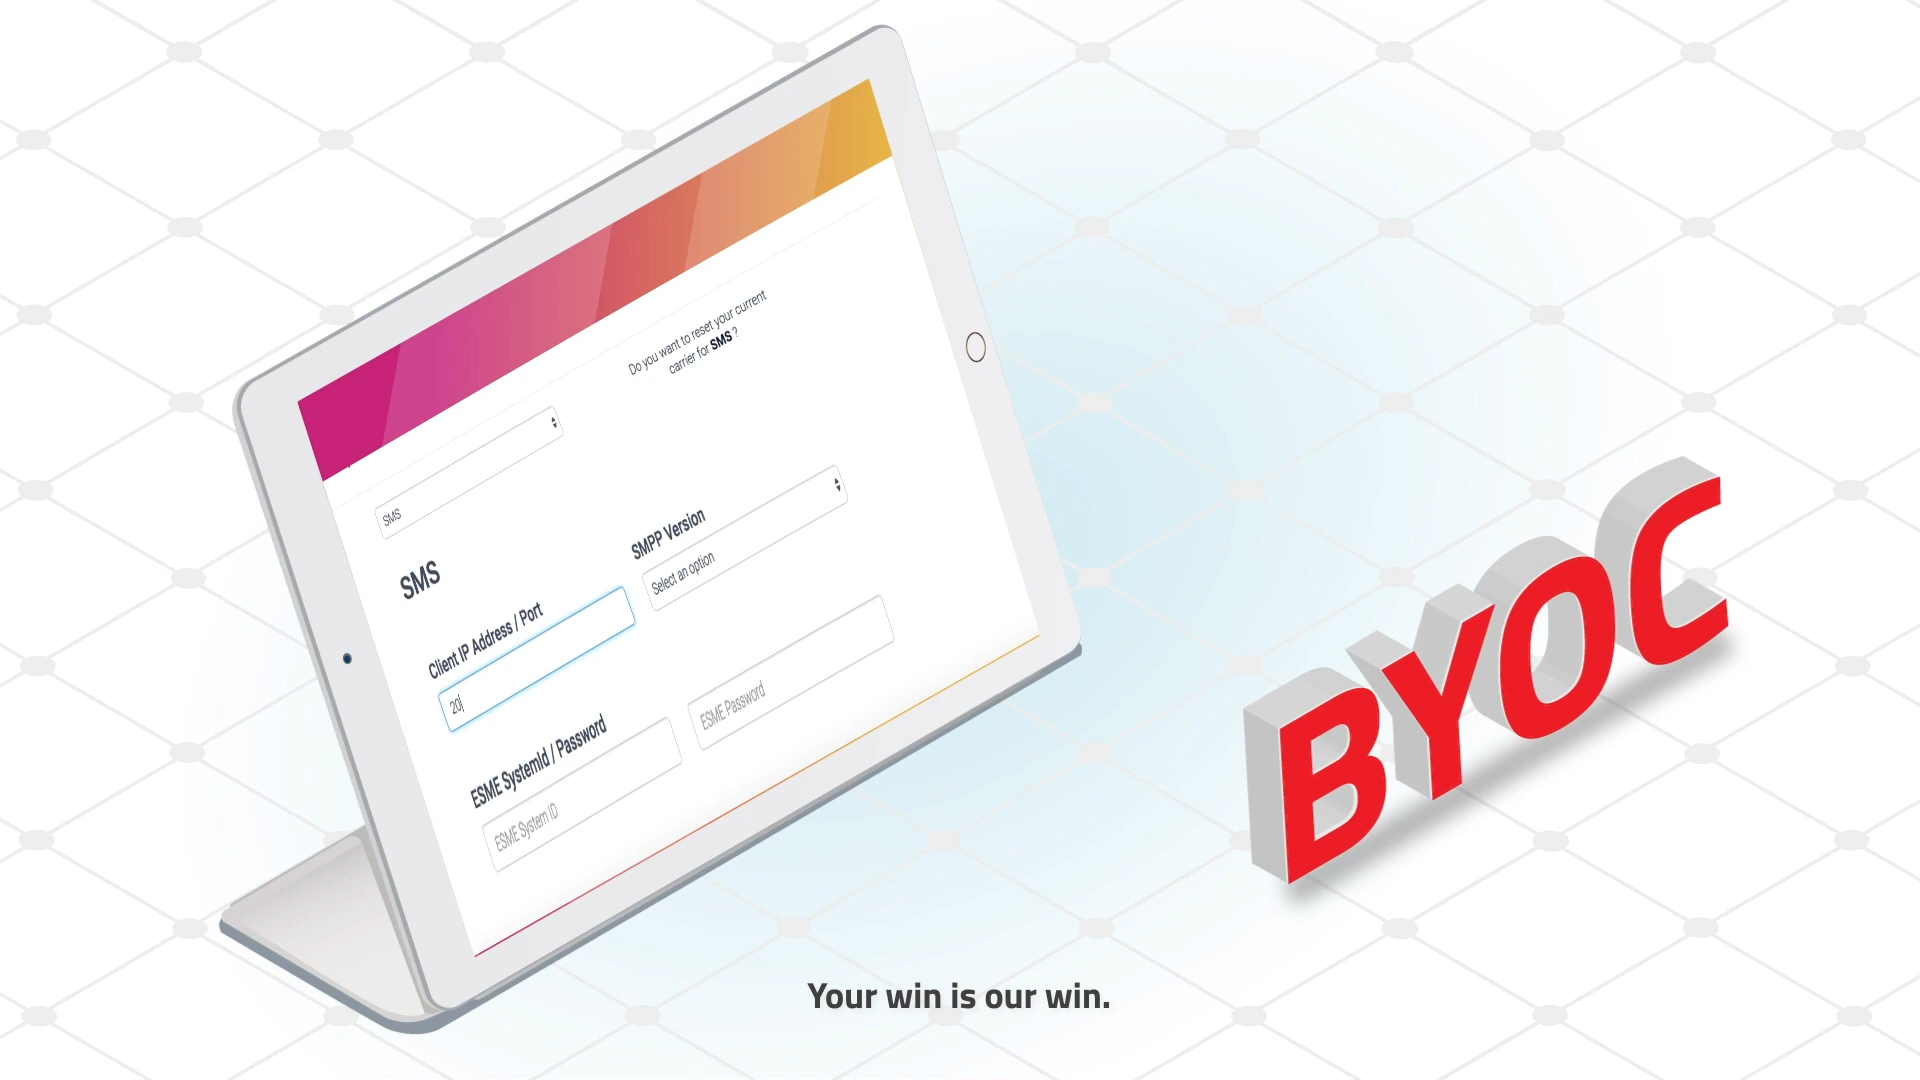 Do you want to reset your current
carrier for SMS ?
SMS
SMS
Client IP Address / Port
20
SMPP Version
Select an option
ESME SystemId / Password
ESME System ID
ESME Password
BYOC
Your win is our win.